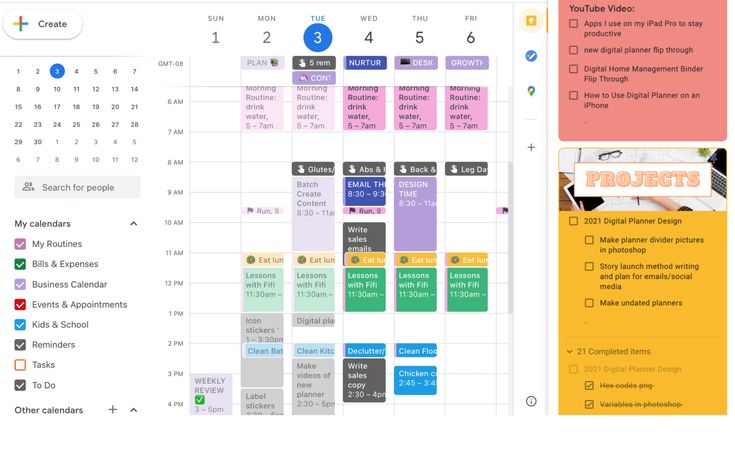 Create
1 2 3 4 5 6 7
8 9 10 11 12 13 14
15 16 17 18 19 20 21
22 23 24 25 26 27 28
29 30 1 2 3 4 5
6 7 8 9 10 11 12
Search for people
My calendars
My Routines
Bills & Expenses
Business Calendar
Events & Appointments
Kids & School
Reminders
Tasks
To Do
Other calendars
SUN MON TUE WED THU FRI
1 2 3 4 5 6
GMT-08
PLAN
5 rem
NURTUR
DESIG
GROWTH
CONT
6 AM
7 AM
8 AM
9 AM
10 AM
11 AM
12 PM
1 PM
2 PM
3 PM
4 PM
WEEKLY
REVIEW
3 – 5pm
Morning
Routine:
drink
water,
5 – 7am
Run, 9
Eat lun
Lessons
with Fifi
11:30am –
Icon
stickers
1 – 3:30pm
Clean Bat
Label
stickers
3:30 – 6pm
Morning
Routine:
drink
water,
5 – 7am
Glutes/
Batch
Create
Content
8:30 – 11a
Eat lun
Lessons
with Fifi
11:30am –
Digital pla
Clean Kitc
Make
videos of
new
planner
2:30 – 5pm
Morning
Routine:
drink
water,
5 – 7am
Abs & H
EMAIL TH
8:30 – 9:3
Run, 9
Write
sales
emails
Eat lun
Lessons
with Fifi
11:30am –
Declutter/
Write
sales
copy
2:30 – 4p
Morning
Routine:
drink
water,
5 – 7am
Back &
DESIGN
TIME
8:30 – 11a
Eat lun
Lessons
with Fifi
11:30am –
Clean Floo
Chicken c
2:45 – 3:4
Morning
Routine:
drink
water,
5 – 7am
Leg Day
Eat lun
Lessons
with Fifi
11:30am –
YouTube Video:
Apps I use on my iPad Pro to stay
productive
new digital planner flip through
Digital Home Management Binder
Flip Through
How to Use Digital Planner on an
iPhone
...
PROJECTS
2021 Digital Planner Design
Make planner divider pictures
in photoshop
Story launch method writing
and plan for emails/social
media
Make undated planners
...
21 Completed items
2021 Digital Planner Design
Hex codes png
Variables in photoshop